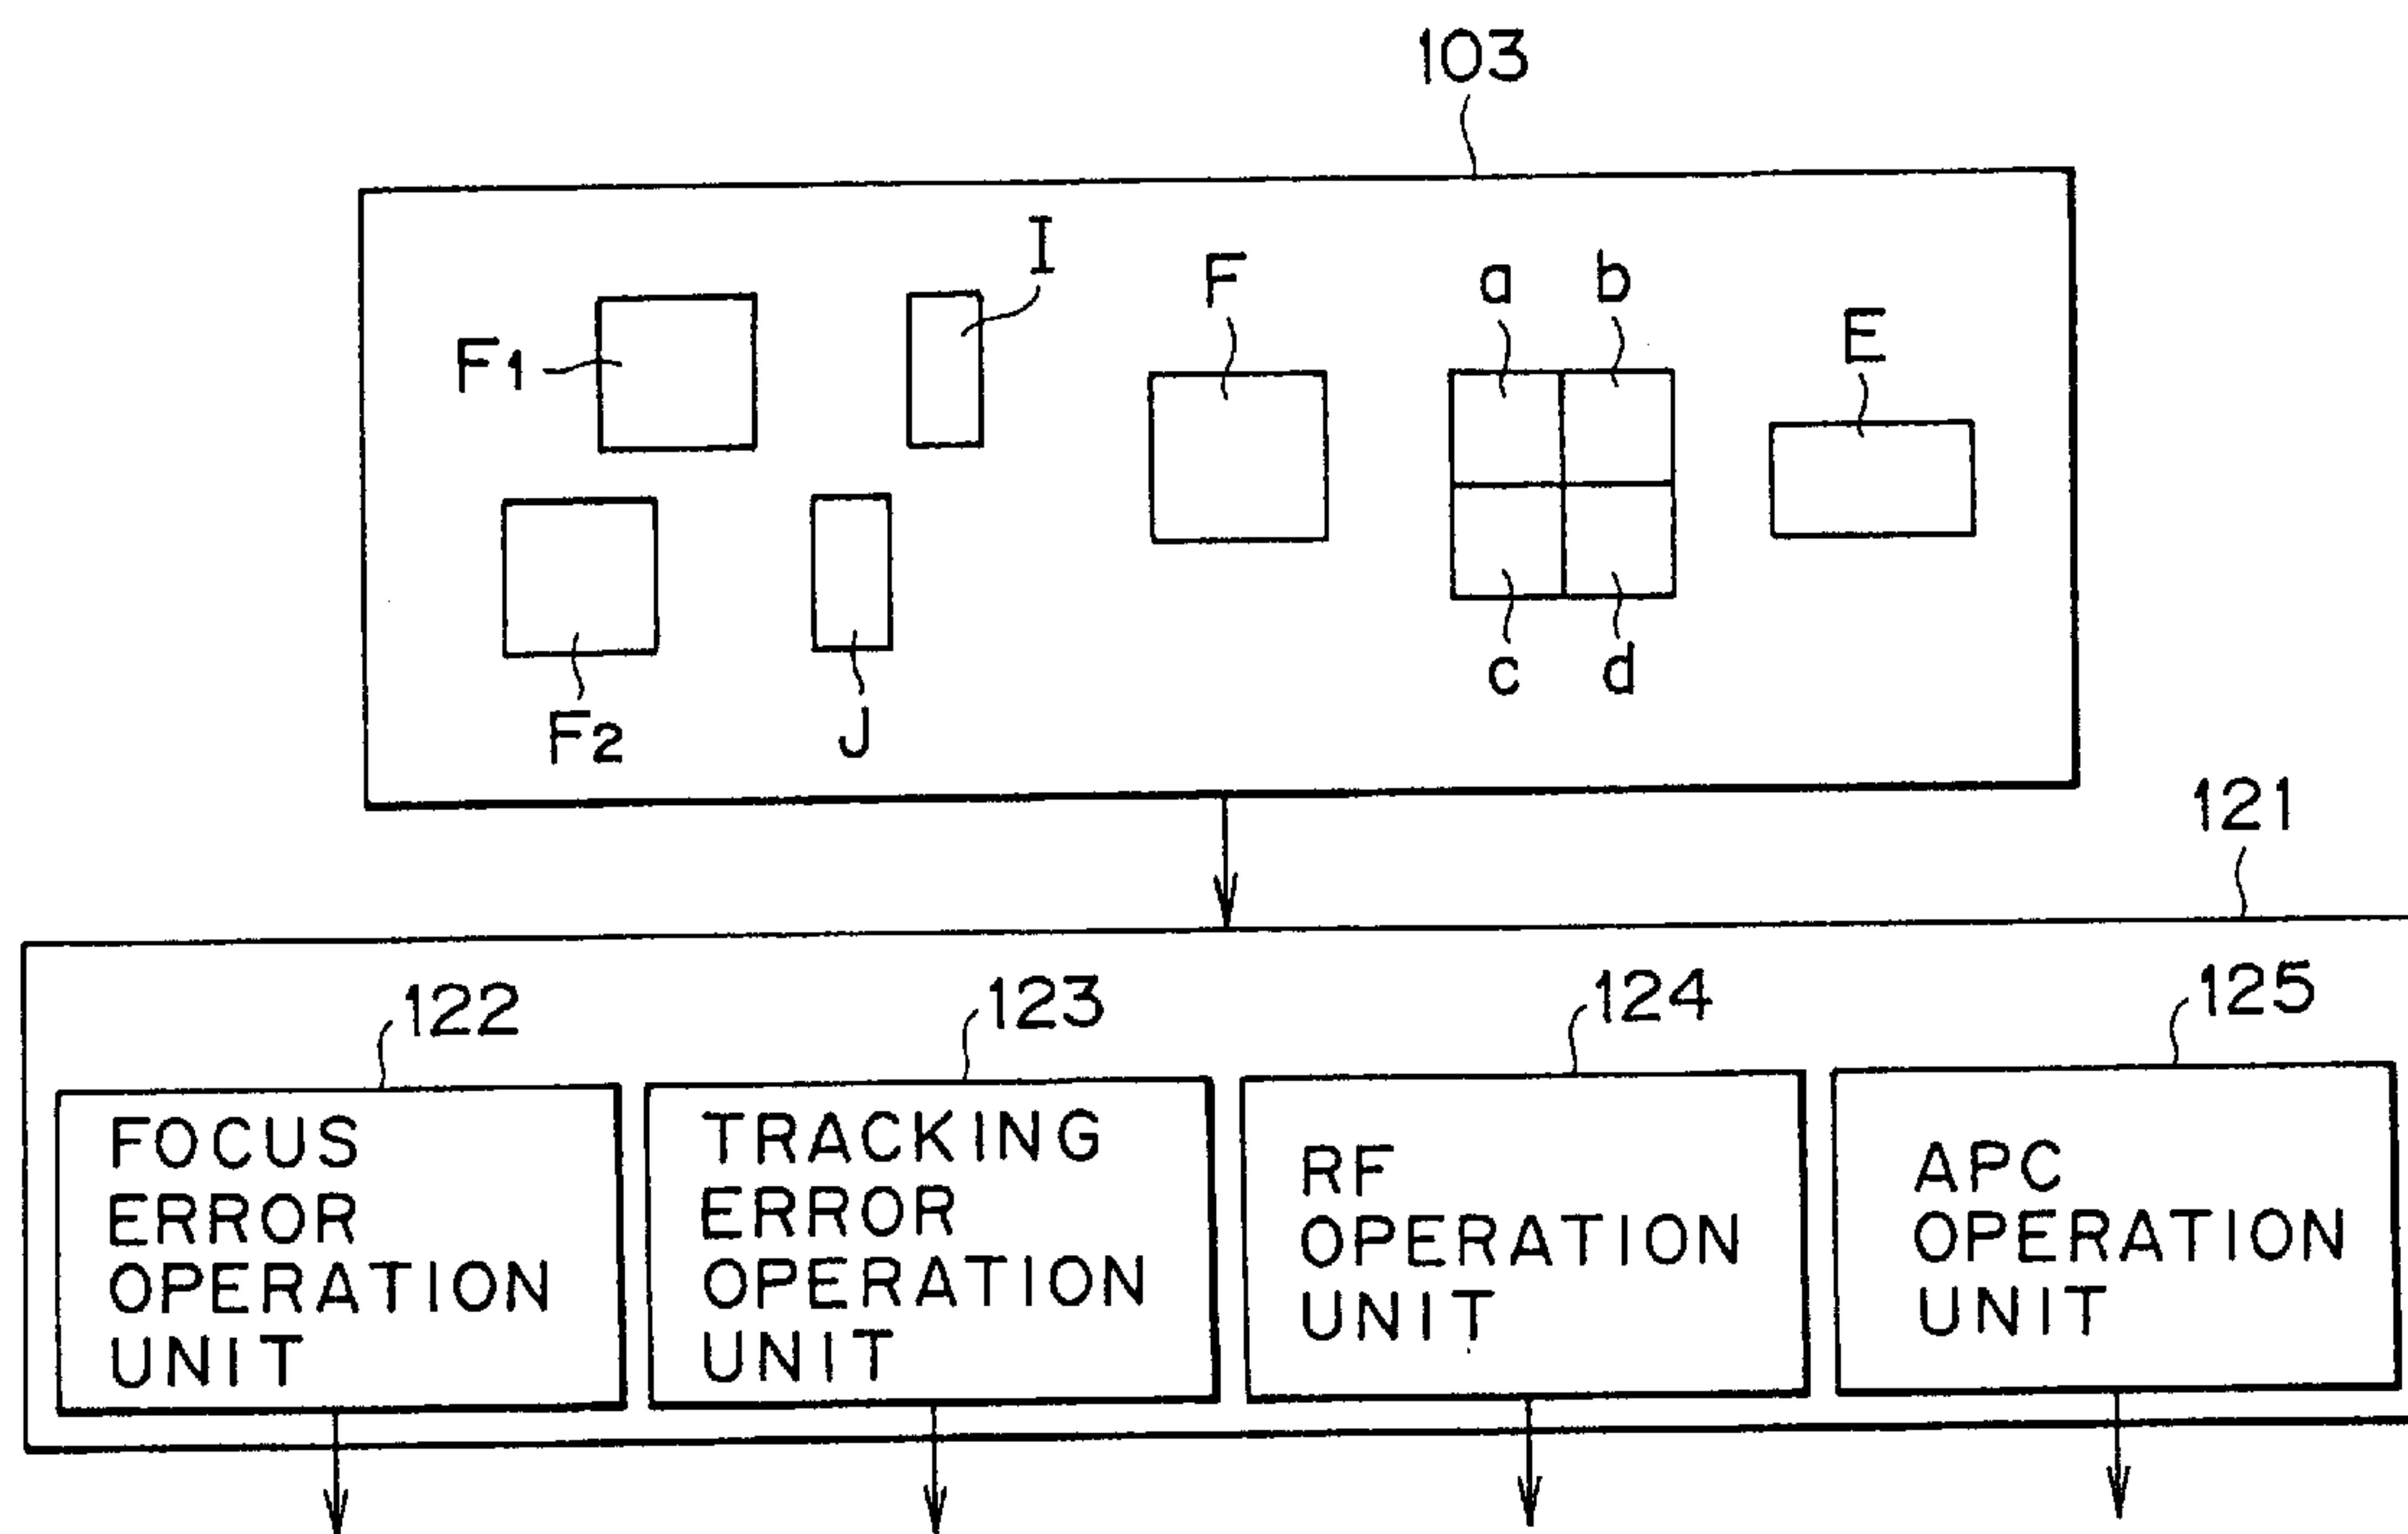 103
I
F
a
b
E
F1
F2
J
c
d
121
122
123
124
125
FOCUS
ERROR
OPERATION
UNIT
TRACKING
ERROR
OPERATION
UNIT
RF
OPERATION
UNIT
APC
OPERATION
UNIT